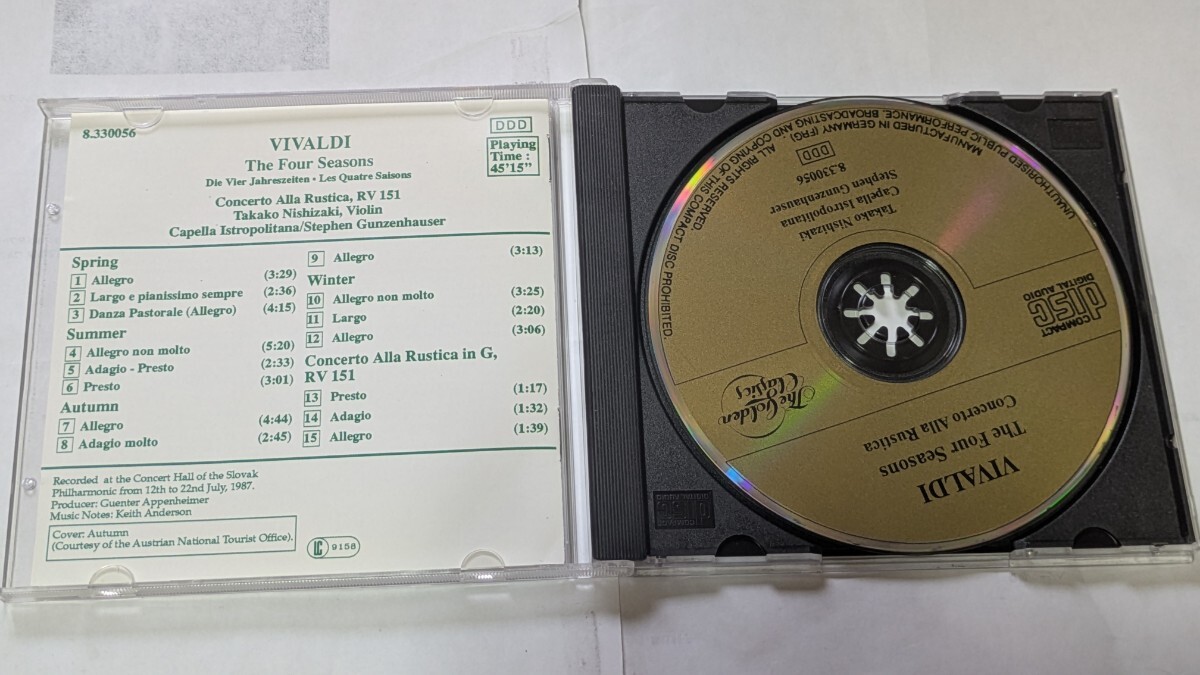 8.330056
DDD
VIVALDI
Playing
Time :
45'15"
The Four Seasons
Die Vier Jahreszeiten • Les Quatre Saisons
Concerto Alla Rustica, RV 151
Takako Nishizaki, Violin
Capella Istropolitana/Stephen Gunzenhauser
Spring
1 Allegro (3:29)
2 Largo e pianissimo sempre (2:36)
3 Danza Pastorale (Allegro) (4:15)
Summer
4 Allegro non molto (5:20)
5 Adagio - Presto (2:33)
6 Presto (3:01)
Autumn
7 Allegro (4:44)
8 Adagio molto (2:45)
9 Allegro (3:13)
Winter
10 Allegro non molto (3:25)
11 Largo (2:20)
12 Allegro (3:06)
Concerto Alla Rustica in G,
RV 151
13 Presto (1:17)
14 Adagio (1:32)
15 Allegro (1:39)
Recorded at the Concert Hall of the Slovak
Philharmonic from 12th to 22nd July, 1987.
Producer: Guenter Appenheimer
Music Notes: Keith Anderson
Cover: Autumn
(Courtesy of the Austrian National Tourist Office).
LC 9158
VIVALDI
The Four Seasons
Concerto Alla Rustica
The Golden
Classics
COMPACT
disc
DIGITAL AUDIO
Takako Nishizaki
Capella Istropolitana
Stephen Gunzenhauser
8.330056
DDD
MANUFACTURED IN GERMANY (FRG) · ALL RIGHTS RESERVED
UNAUTHORISED PUBLIC PERFORMANCE, BROADCASTING AND COPYING OF THIS COMPACT DISC PROHIBITED.
COMPACT
disc
DIGITAL AUDIO